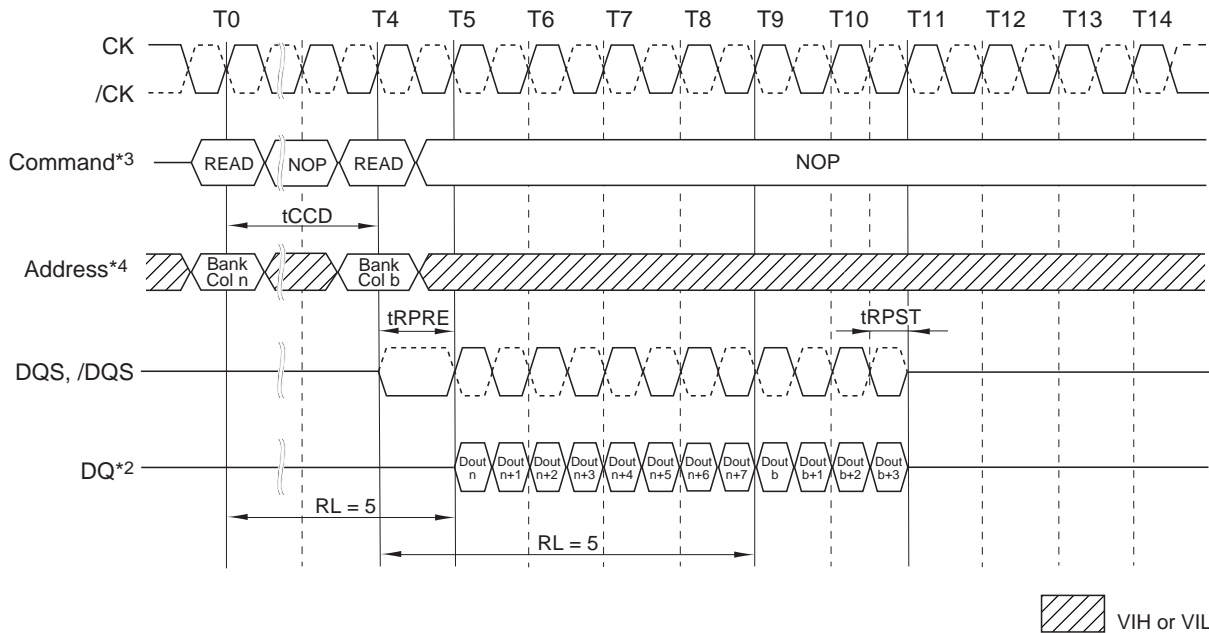 T0 T4 T5 T6 T7 T8 T9 T10 T11 T12 T13 T14
CK
/CK
Command*3 READ NOP READ NOP
tCCD
Address*4 Bank Col n Bank Col b
tRPRE tRPST
DQS, /DQS
DQ*2 Dout n Dout n+1 Dout n+2 Dout n+3 Dout n+4 Dout n+5 Dout n+6 Dout n+7 Dout b Dout b+1 Dout b+2 Dout b+3
RL = 5
RL = 5
VIH or VIL